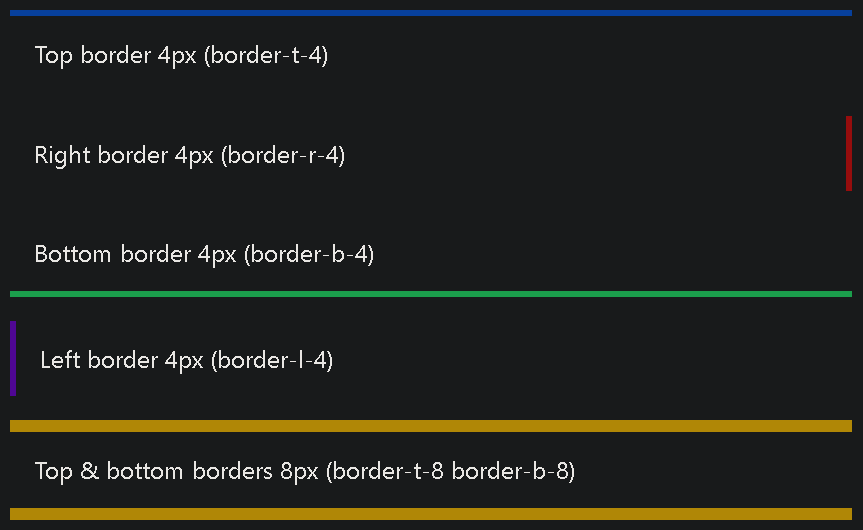 Top border 4px (border-t-4)
Right border 4px (border-r-4)
Bottom border 4px (border-b-4)
Left border 4px (border-l-4)
Top & bottom borders 8px (border-t-8 border-b-8)